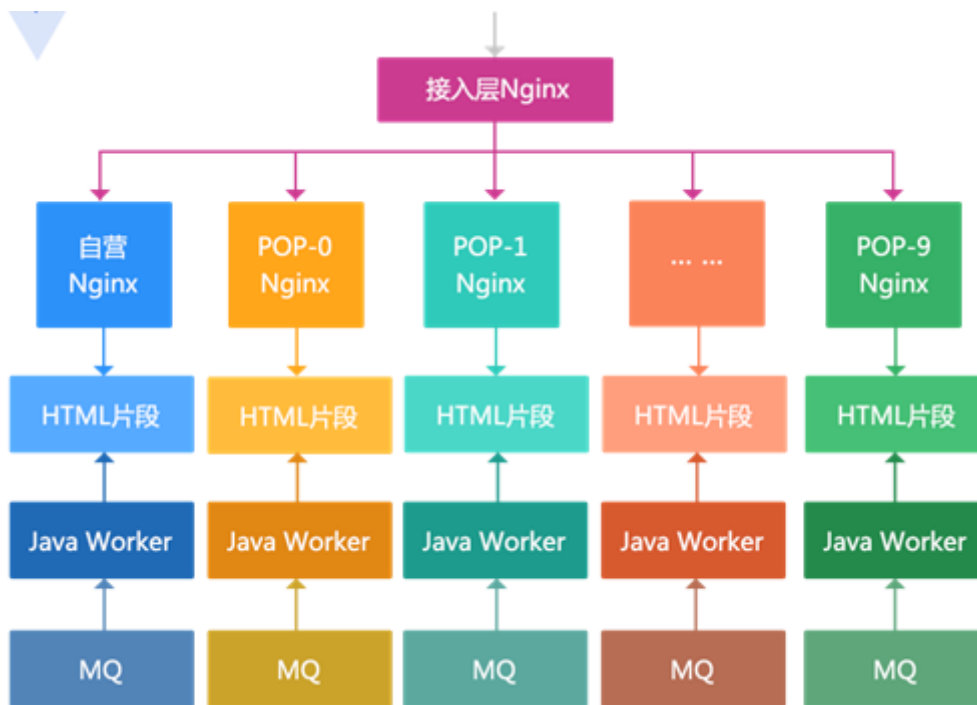 接入层Nginx
自营
Nginx
POP-0
Nginx
POP-1
Nginx
... ...
POP-9
Nginx
HTML片段
HTML片段
HTML片段
HTML片段
HTML片段
Java Worker
Java Worker
Java Worker
Java Worker
Java Worker
MQ
MQ
MQ
MQ
MQ